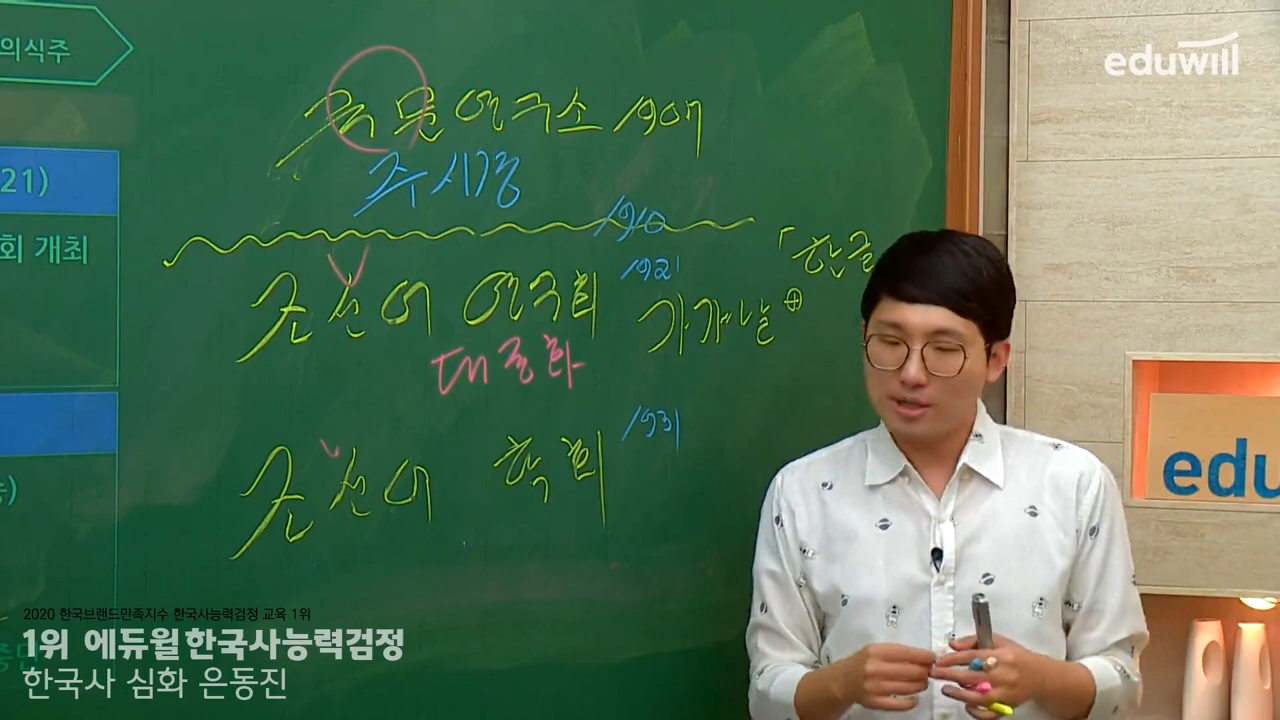 의식주
eduwill
국문연구소 1907
주시경
21)
1910
회 개최
조선어 연구회 1921 가갸날 「한글
대중화
조선어 학회 1931
edu
2020 한국브랜드만족지수 한국사능력검정 교육 1위
1위 에듀윌 한국사능력검정
한국사 심화 은동진